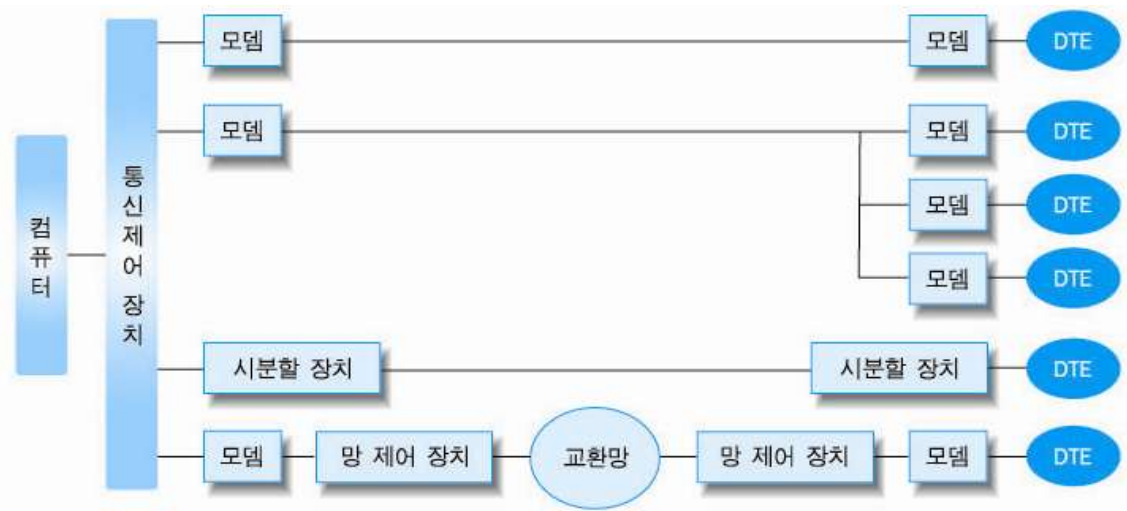 컴퓨터
통신제어 장치
모뎀 모뎀 DTE
모뎀 모뎀 DTE
모뎀 DTE
모뎀 DTE
시분할 장치 시분할 장치 DTE
모뎀 망 제어 장치 교환망 망 제어 장치 모뎀 DTE